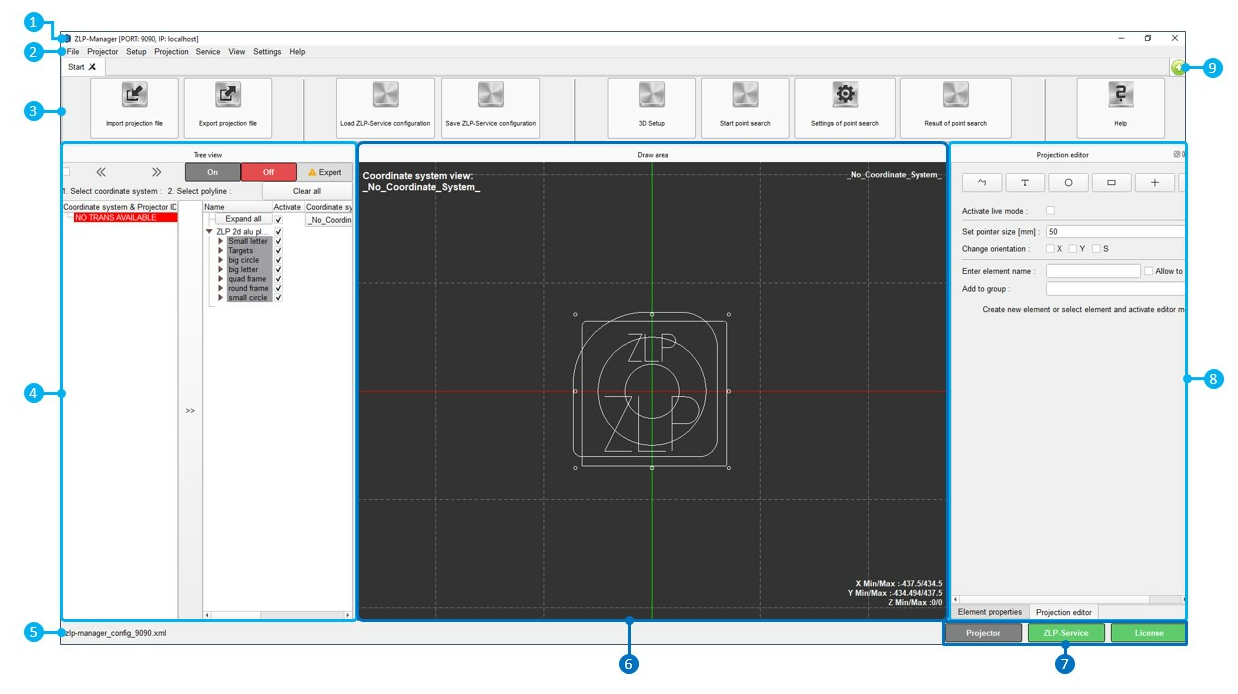 1
ZLP-Manager [PORT: 9090, IP: localhost]
2
File Projector Setup Projection Service View Settings Help
Start
9
3
Import projection file
Export projection file
Load ZLP-Service configuration
Save ZLP-Service configuration
3D Setup
Start point search
Settings of point search
Result of point search
?
Help
Tree view
Draw area
Projection editor
<< >> On Off Expert
1. Select coordinate system : 2. Select polyline : Clear all
Coordinate system & Projector ID
NO TRANS AVAILABLE
Name Activate Coordinate sy
Expand all _No_Coordin
ZLP 2d alu pl...
Small letter
Targets
big circle
big letter
quad frame
round frame
small circle
>>
4
Coordinate system view:
_No_Coordinate_System_
_No_Coordinate_System_
ZLP
ZLP
X Min/Max :-437.5/434.5
Y Min/Max :-434.494/437.5
Z Min/Max :0/0
T
Activate live mode :
Set pointer size [mm] : 50
Change orientation : X Y S
Enter element name : Allow to
Add to group :
Create new element or select element and activate editor m
8
Element properties Projection editor
5
zlp-manager_config_9090.xml
Projector ZLP-Service License
6
7